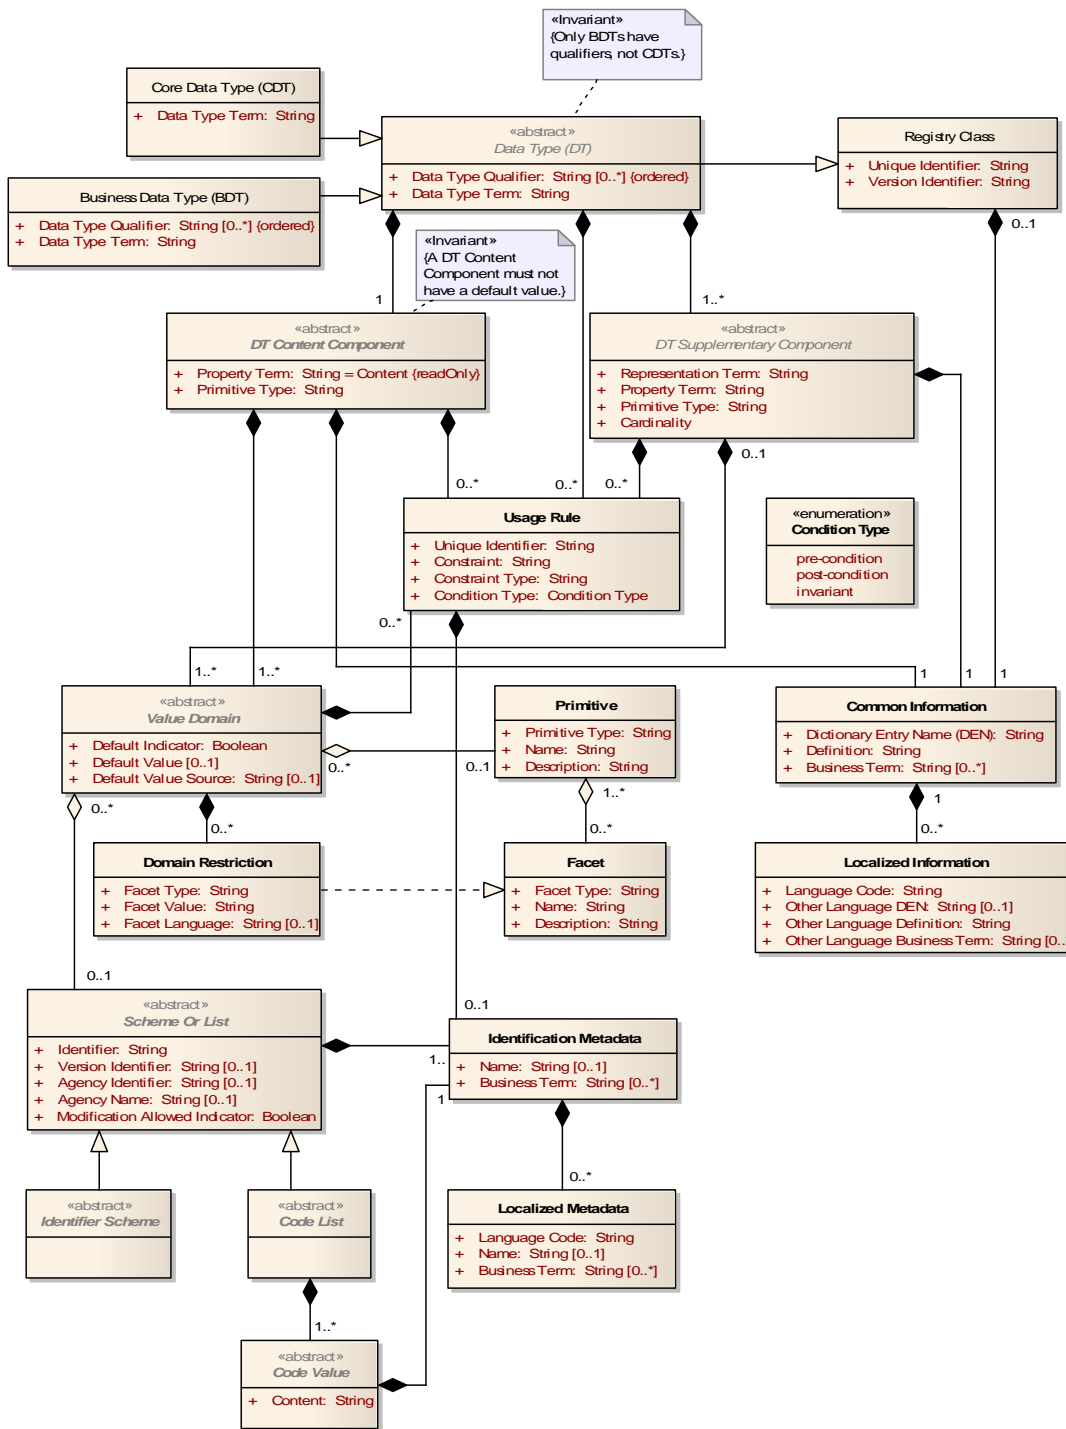 «Invariant»
{Only BDTs have
qualifiers, not CDTs.}
Core Data Type (CDT)
+ Data Type Term: String
«abstract»
Data Type (DT)
+ Data Type Qualifier: String [0..*] {ordered}
+ Data Type Term: String
Registry Class
+ Unique Identifier: String
+ Version Identifier: String
Business Data Type (BDT)
+ Data Type Qualifier: String [0..*] {ordered}
+ Data Type Term: String
0..1
«Invariant»
{A DT Content
Component must not
have a default value.}
1
1..*
«abstract»
DT Content Component
+ Property Term: String = Content {readOnly}
+ Primitive Type: String
«abstract»
DT Supplementary Component
+ Representation Term: String
+ Property Term: String
+ Primitive Type: String
+ Cardinality
0..1
0..*
0..*
0..*
Usage Rule
+ Unique Identifier: String
+ Constraint: String
+ Constraint Type: String
+ Condition Type: Condition Type
«enumeration»
Condition Type
pre-condition
post-condition
invariant
0..*
1..*
1..*
1
1
1
«abstract»
Value Domain
+ Default Indicator: Boolean
+ Default Value [0..1]
+ Default Value Source: String [0..1]
0..*
0..1
Primitive
+ Primitive Type: String
+ Name: String
+ Description: String
Common Information
+ Dictionary Entry Name (DEN): String
+ Definition: String
+ Business Term: String [0..*]
0..*
0..*
1..*
0..*
1
0..*
Domain Restriction
+ Facet Type: String
+ Facet Value: String
+ Facet Language: String [0..1]
Facet
+ Facet Type: String
+ Name: String
+ Description: String
Localized Information
+ Language Code: String
+ Other Language DEN: String [0..1]
+ Other Language Definition: String
+ Other Language Business Term: String [0..
0..1
0..1
«abstract»
Scheme Or List
+ Identifier: String
+ Version Identifier: String [0..1]
+ Agency Identifier: String [0..1]
+ Agency Name: String [0..1]
+ Modification Allowed Indicator: Boolean
1..
1
Identification Metadata
+ Name: String [0..1]
+ Business Term: String [0..*]
0..*
«abstract»
Identifier Scheme
«abstract»
Code List
Localized Metadata
+ Language Code: String
+ Name: String [0..1]
+ Business Term: String [0..*]
1..*
«abstract»
Code Value
+ Content: String